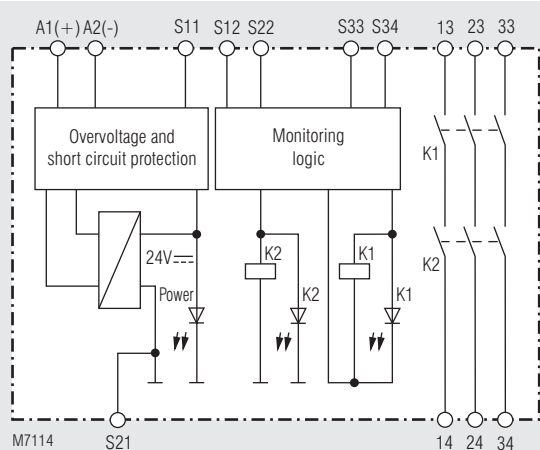 A1(+) A2(-) S11 S12 S22 S33 S34 13 23 33
Overvoltage and
short circuit protection
Monitoring
logic
K1
24V
K2
K1
K2
Power
K2
K1
M7114
S21
14 24 34